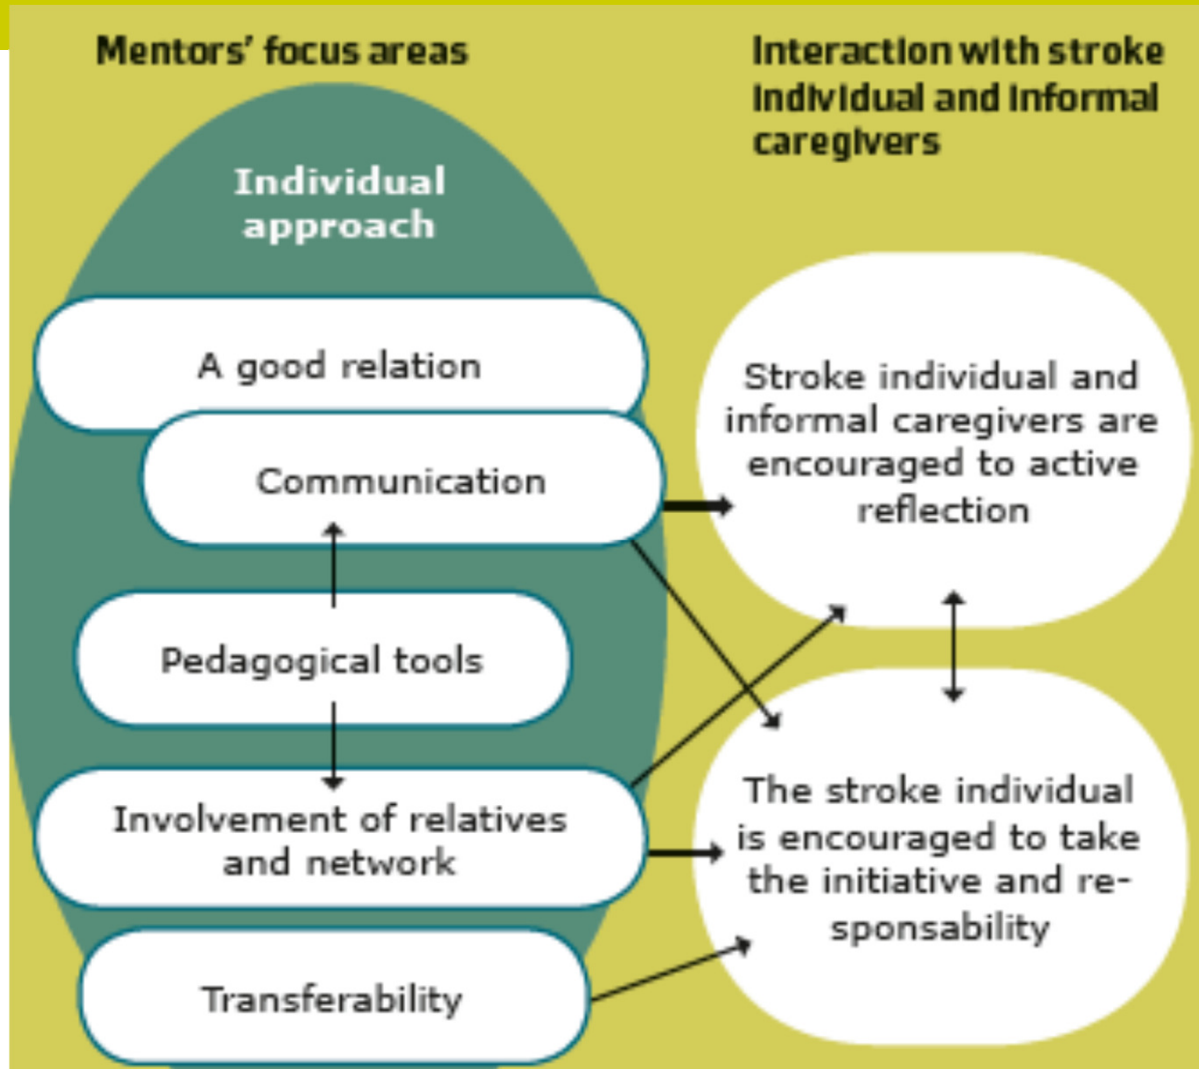 Mentors' focus areas
Interaction with stroke
individual and informal
caregivers
Individual
approach
A good relation
Communication
Pedagogical tools
Involvement of relatives
and network
Transferability
Stroke individual and
informal caregivers are
encouraged to active
reflection
The stroke individual
is encouraged to take
the initiative and re-
sponsability